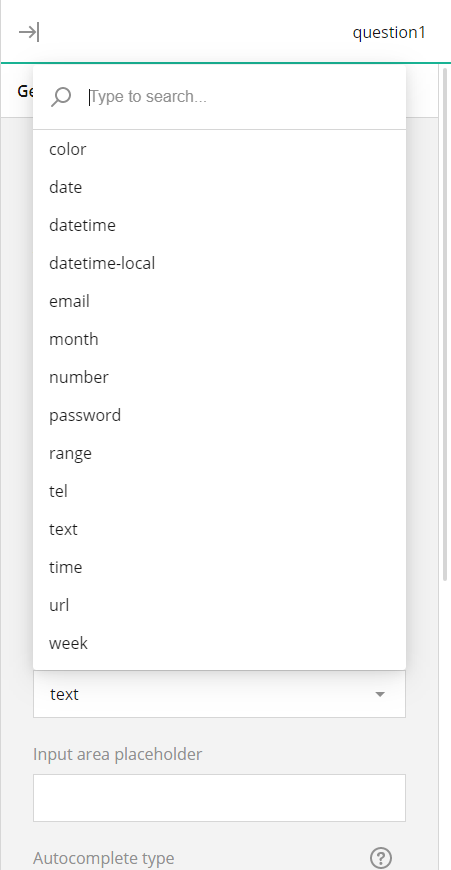 question1
Ge
Type to search...
color
date
datetime
datetime-local
email
month
number
password
range
tel
text
time
url
week
text
Input area placeholder
Autocomplete type